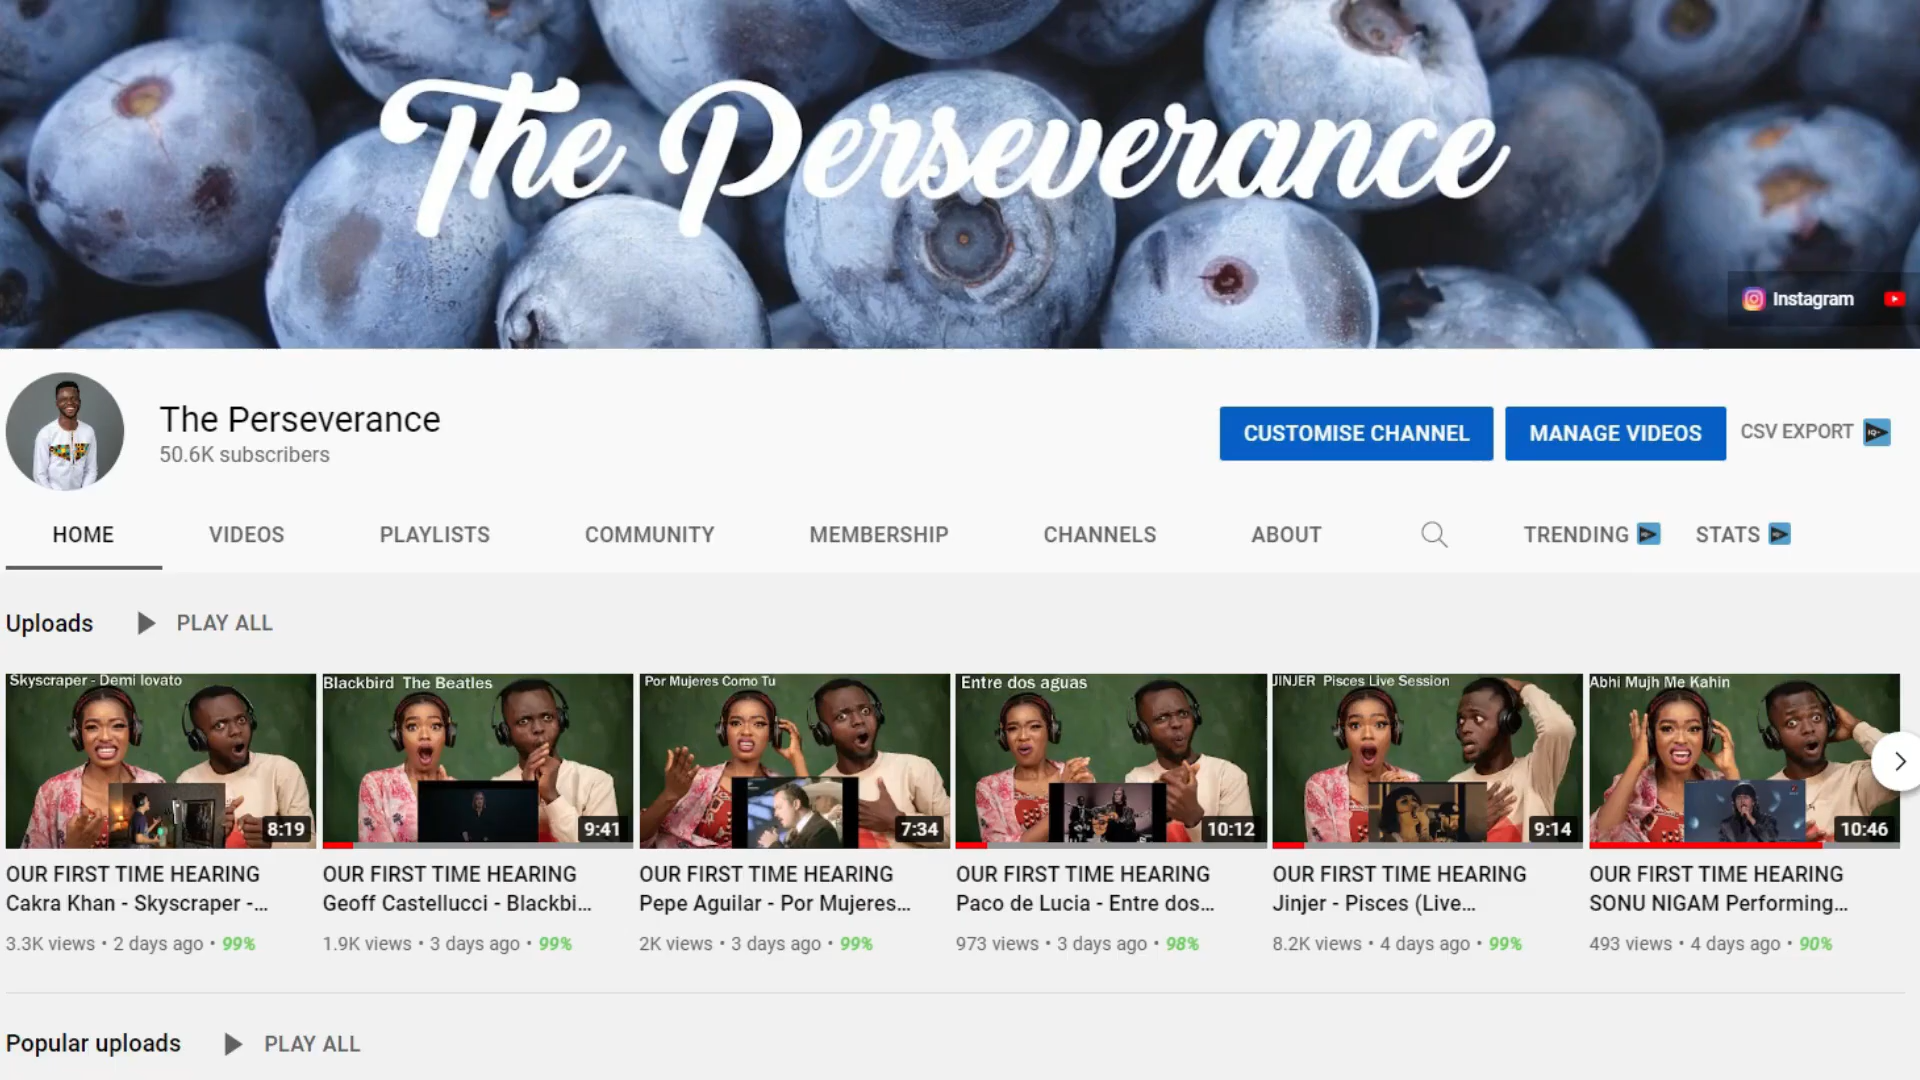 The Perseverance
Instagram
The Perseverance
50.6K subscribers
CUSTOMISE CHANNEL
MANAGE VIDEOS
CSV EXPORT
HOME
VIDEOS
PLAYLISTS
COMMUNITY
MEMBERSHIP
CHANNELS
ABOUT
TRENDING
STATS
Uploads
PLAY ALL
Skyscraper - Demi lovato
8:19
OUR FIRST TIME HEARING
Cakra Khan - Skyscraper -...
3.3K views • 2 days ago • 99%
Blackbird The Beatles
9:41
OUR FIRST TIME HEARING
Geoff Castellucci - Blackbi...
1.9K views • 3 days ago • 99%
Por Mujeres Como Tu
7:34
OUR FIRST TIME HEARING
Pepe Aguilar - Por Mujeres...
2K views • 3 days ago • 99%
Entre dos aguas
10:12
OUR FIRST TIME HEARING
Paco de Lucia - Entre dos...
973 views • 3 days ago • 98%
JINJER Pisces Live Session
9:14
OUR FIRST TIME HEARING
Jinjer - Pisces (Live...
8.2K views • 4 days ago • 99%
Abhi Mujh Me Kahin
10:46
OUR FIRST TIME HEARING
SONU NIGAM Performing...
493 views • 4 days ago • 90%
Popular uploads
PLAY ALL